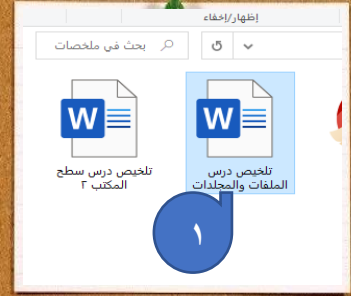 إظهار/إخفاء
بحث في ملخصات
W
W
تلخيص درس الملفات والمجلدات
تلخيص درس سطح المكتب ٢
١